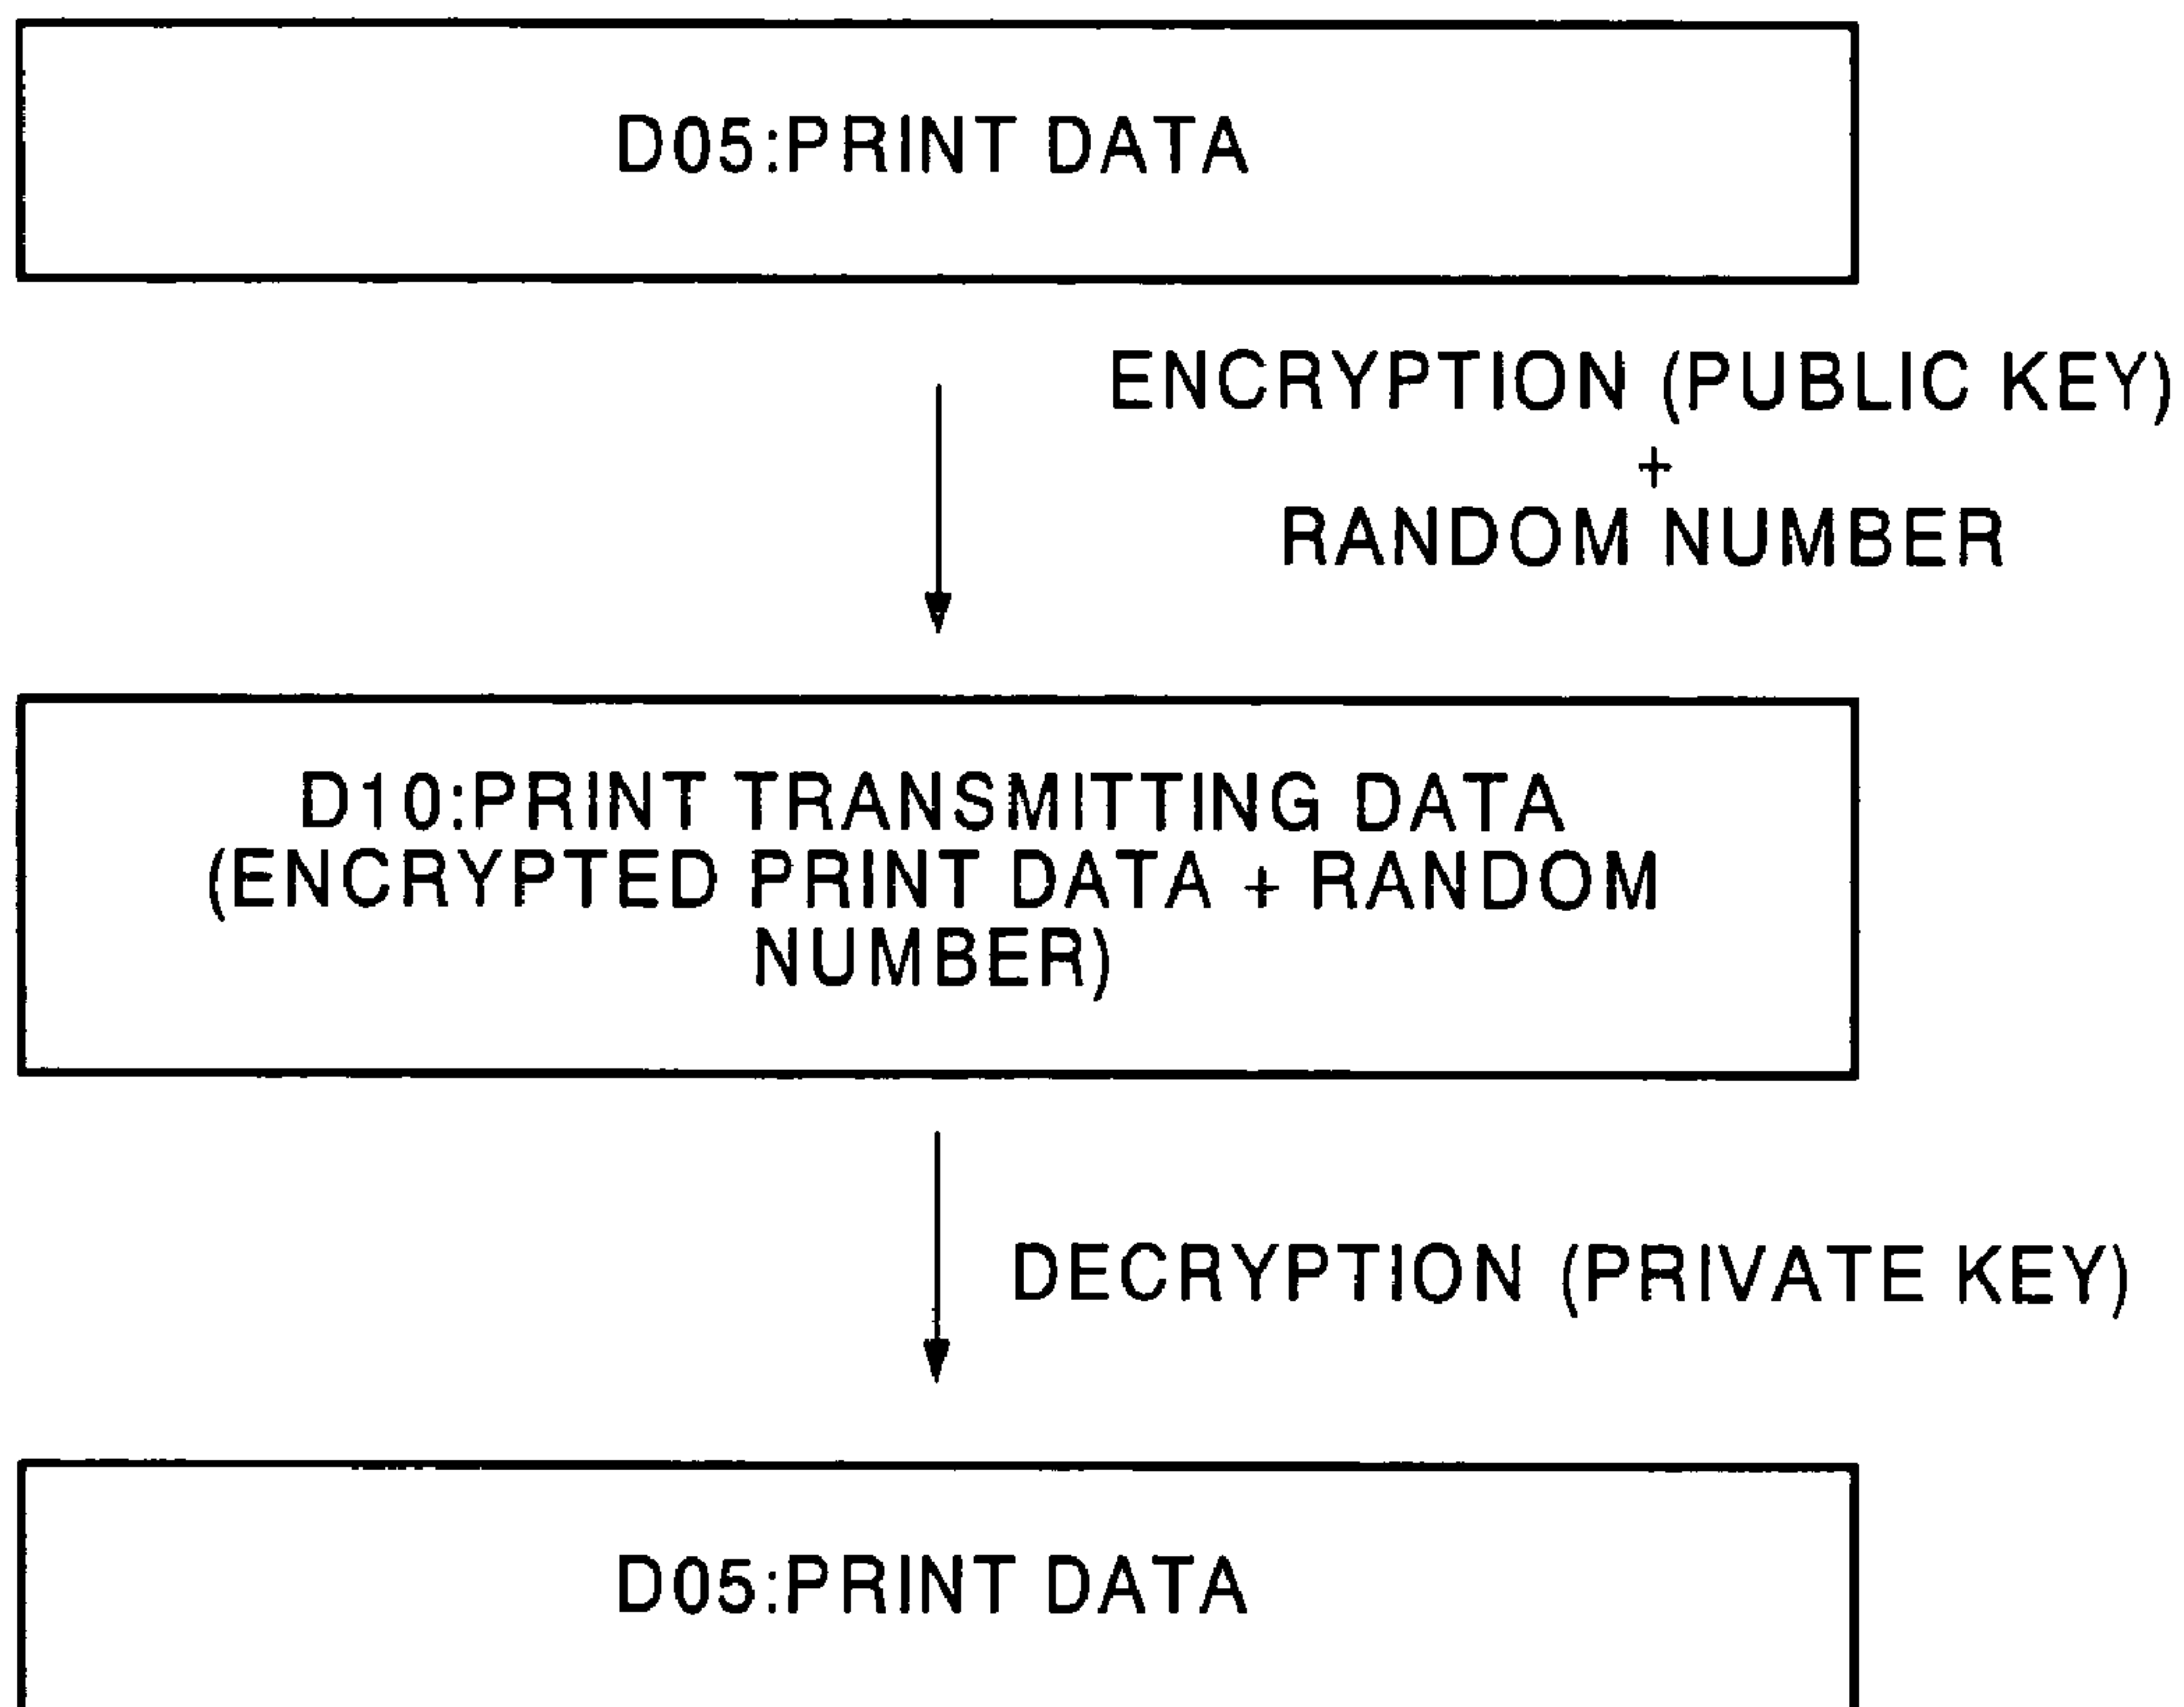 D05:PRINT DATA
ENCRYPTION (PUBLIC KEY)
+
RANDOM NUMBER
D10:PRINT TRANSMITTING DATA
(ENCRYPTED PRINT DATA + RANDOM
NUMBER)
DECRYPTION (PRIVATE KEY)
D05:PRINT DATA